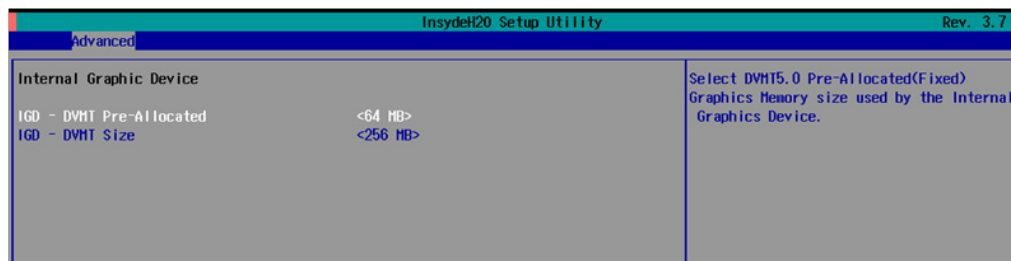 InsydeH2O Setup Utility Rev. 3.7
Advanced
Internal Graphic Device
IGD - DVMT Pre-Allocated <64 MB>
IGD - DVMT Size <256 MB>
Select DVMT5.0 Pre-Allocated(Fixed)
Graphics Memory size used by the Internal
Graphics Device.